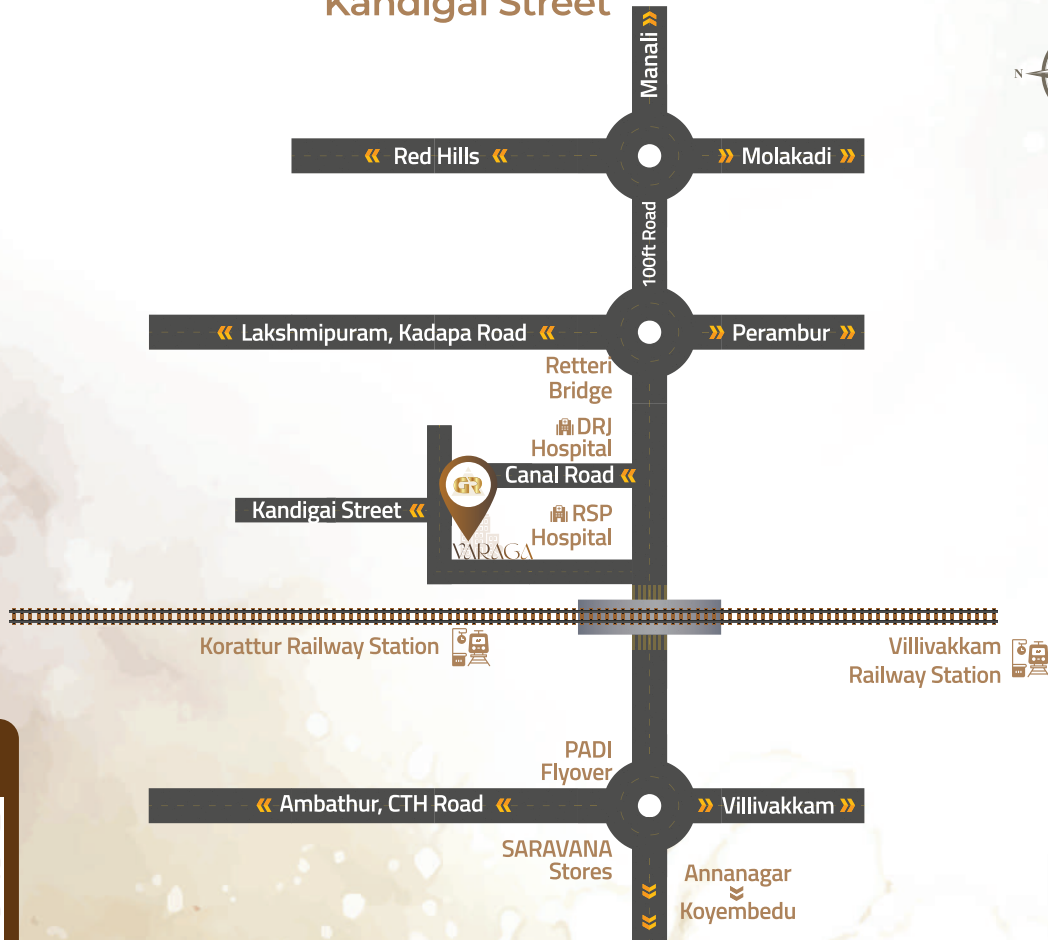 Kandigai Street
Manali
N
Red Hills
Molakadi
100ft Road
Lakshmipuram, Kadapa Road
Perambur
Retteri
Bridge
DRJ
Hospital
Canal Road
GR
Kandigai Street
RSP
Hospital
VARAGA
Korattur Railway Station
Villivakkam
Railway Station
PADI
Flyover
Ambathur, CTH Road
Villivakkam
SARAVANA
Stores
Annanagar
Koyembedu